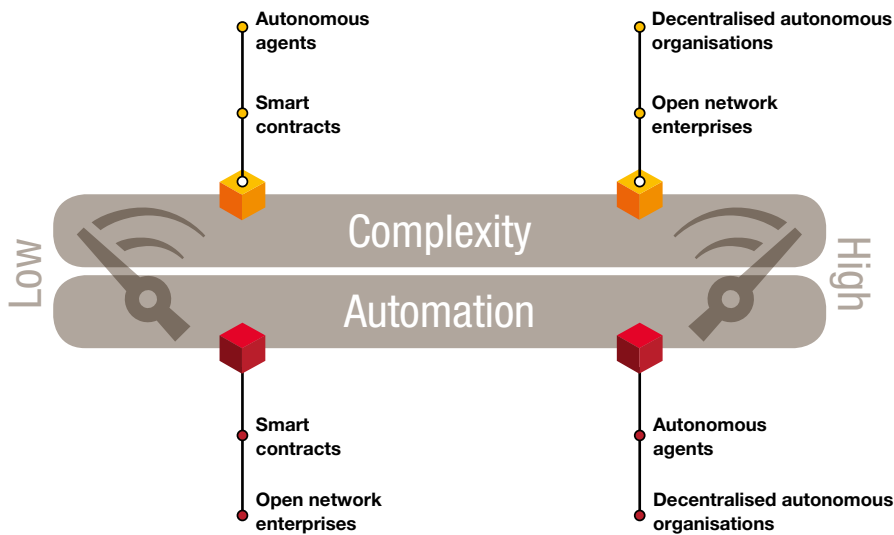 Autonomous
agents
Decentralised autonomous
organisations
Smart
contracts
Open network
enterprises
Complexity
Low
High
Automation
Smart
contracts
Autonomous
agents
Open network
enterprises
Decentralised autonomous
organisations